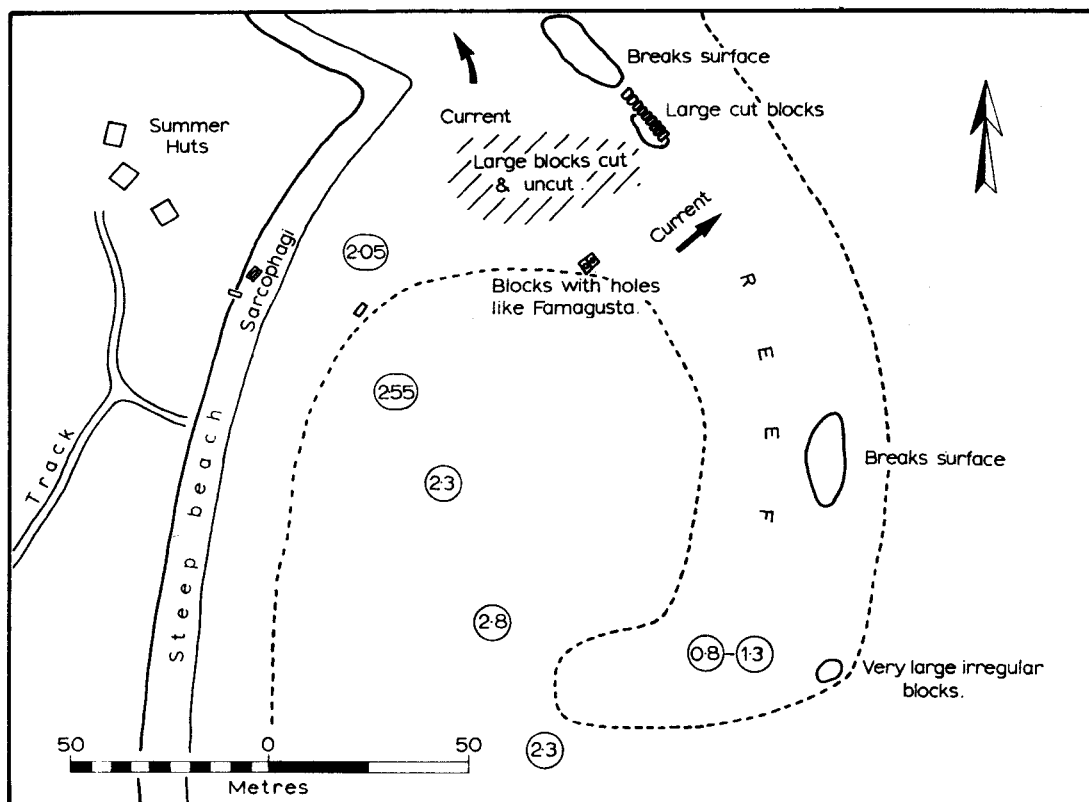 Breaks surface
Current
Large cut blocks
Summer
Huts
Large blocks cut
& uncut.
Current
Sarcophagi
2·05
Blocks with holes
like Famagusta.
REEF
2·55
Track
Steep beach
Breaks surface
2·3
2·8
0·8-1·3
Very large irregular
blocks.
2·3
50 0 50
Metres